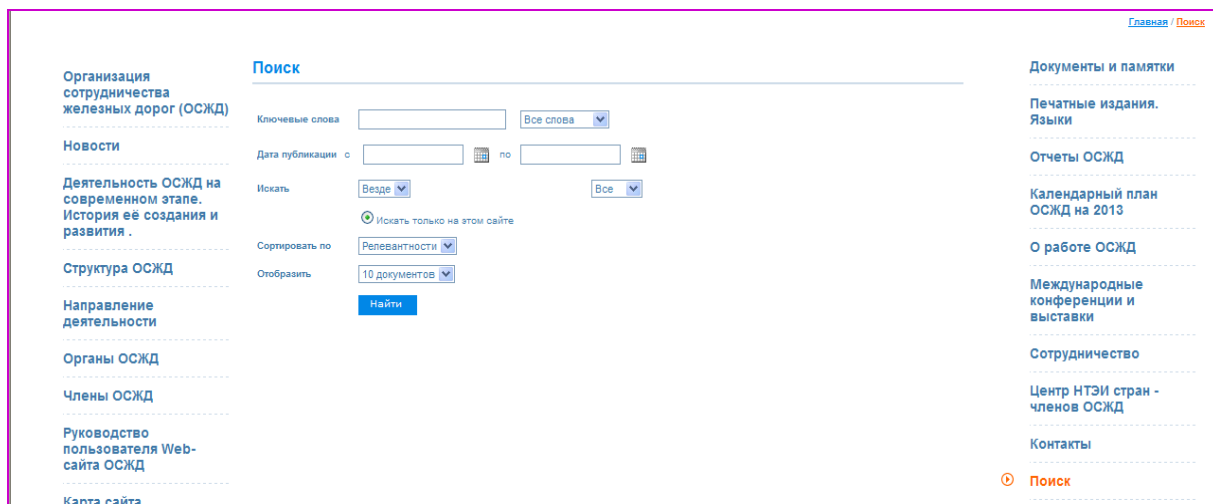 Главная / Поиск
Организация
сотрудничества
железных дорог (ОСЖД)
Новости
Деятельность ОСЖД на
современном этапе.
История её создания и
развития .
Структура ОСЖД
Направление
деятельности
Органы ОСЖД
Члены ОСЖД
Руководство
пользователя Web-
сайта ОСЖД
Карта сайта
Поиск
Ключевые слова Все слова
Дата публикации с по
Искать Везде Все
Искать только на этом сайте
Сортировать по Релевантности
Отобразить 10 документов
Найти
Документы и памятки
Печатные издания.
Языки
Отчеты ОСЖД
Календарный план
ОСЖД на 2013
О работе ОСЖД
Международные
конференции и
выставки
Сотрудничество
Центр НТЭИ стран -
членов ОСЖД
Контакты
Поиск